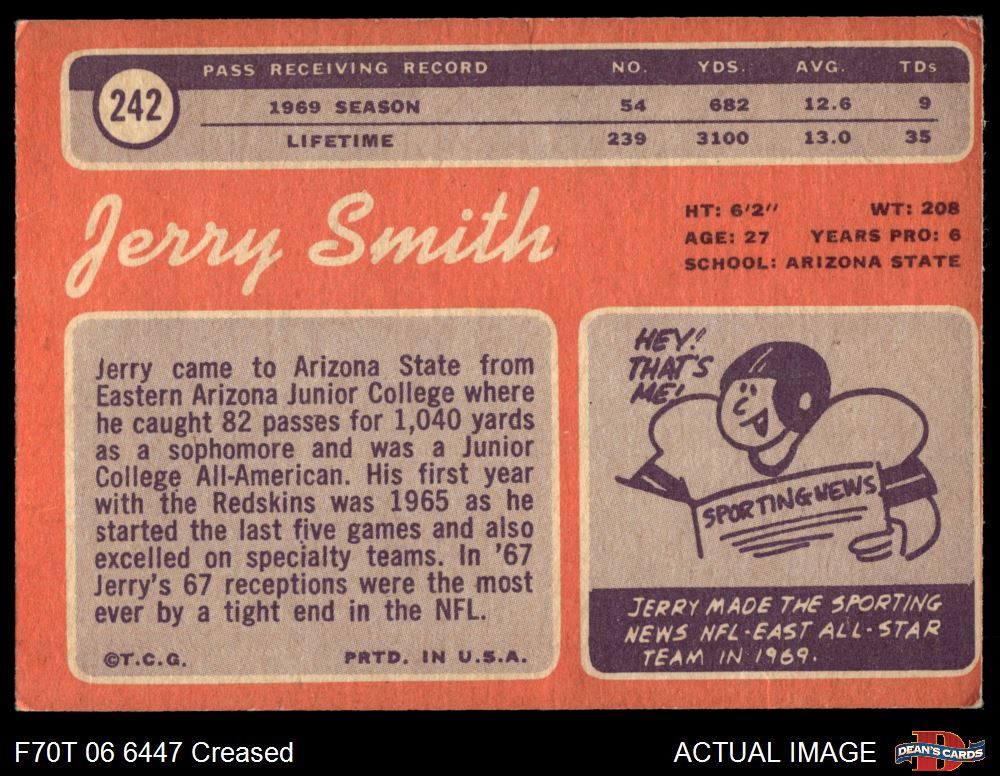 242
PASS RECEIVING RECORD NO. YDS. AVG. TDs
1969 SEASON 54 682 12.6 9
LIFETIME 239 3100 13.0 35
Jerry Smith
HT: 6'2" WT: 208
AGE: 27 YEARS PRO: 6
SCHOOL: ARIZONA STATE
Jerry came to Arizona State from
Eastern Arizona Junior College where
he caught 82 passes for 1,040 yards
as a sophomore and was a Junior
College All-American. His first year
with the Redskins was 1965 as he
started the last five games and also
excelled on specialty teams. In '67
Jerry's 67 receptions were the most
ever by a tight end in the NFL.
©T.C.G. PRTD. IN U.S.A.
HEY!
THAT'S
ME!
SPORTING NEWS
JERRY MADE THE SPORTING
NEWS NFL-EAST ALL-STAR
TEAM IN 1969.
F70T 06 6447 Creased
ACTUAL IMAGE
D
DEAN'S CARDS